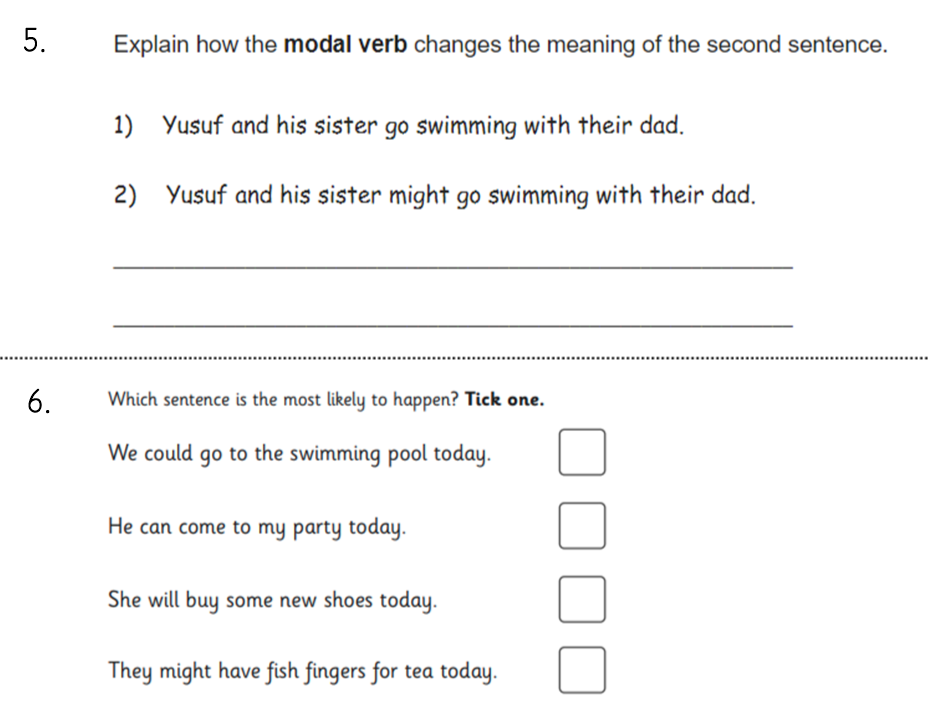 5. Explain how the modal verb changes the meaning of the second sentence.
1) Yusuf and his sister go swimming with their dad.
2) Yusuf and his sister might go swimming with their dad.
6. Which sentence is the most likely to happen? Tick one.
We could go to the swimming pool today.
He can come to my party today.
She will buy some new shoes today.
They might have fish fingers for tea today.